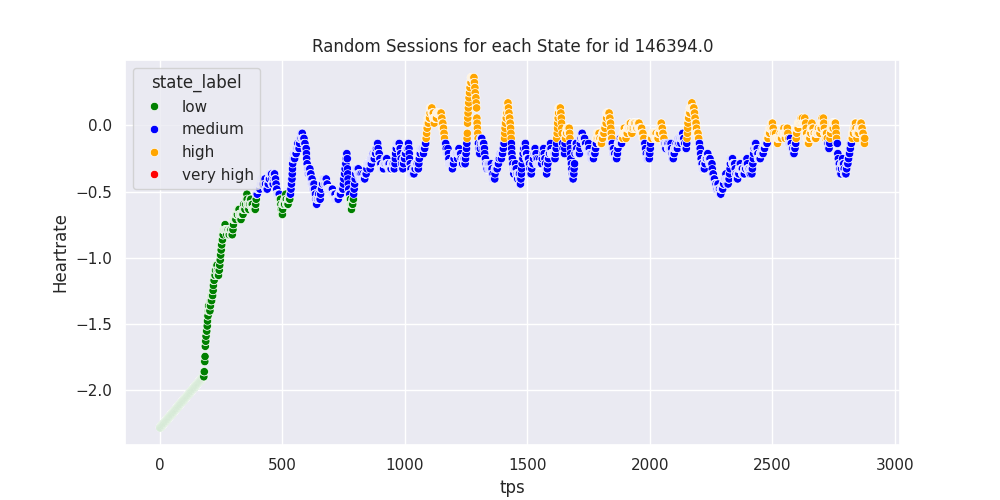 Random Sessions for each State for id 146394.0
state_label
low
medium
high
very high
Heartrate
0.0
−0.5
−1.0
−1.5
−2.0
0 500 1000 1500 2000 2500 3000
tps